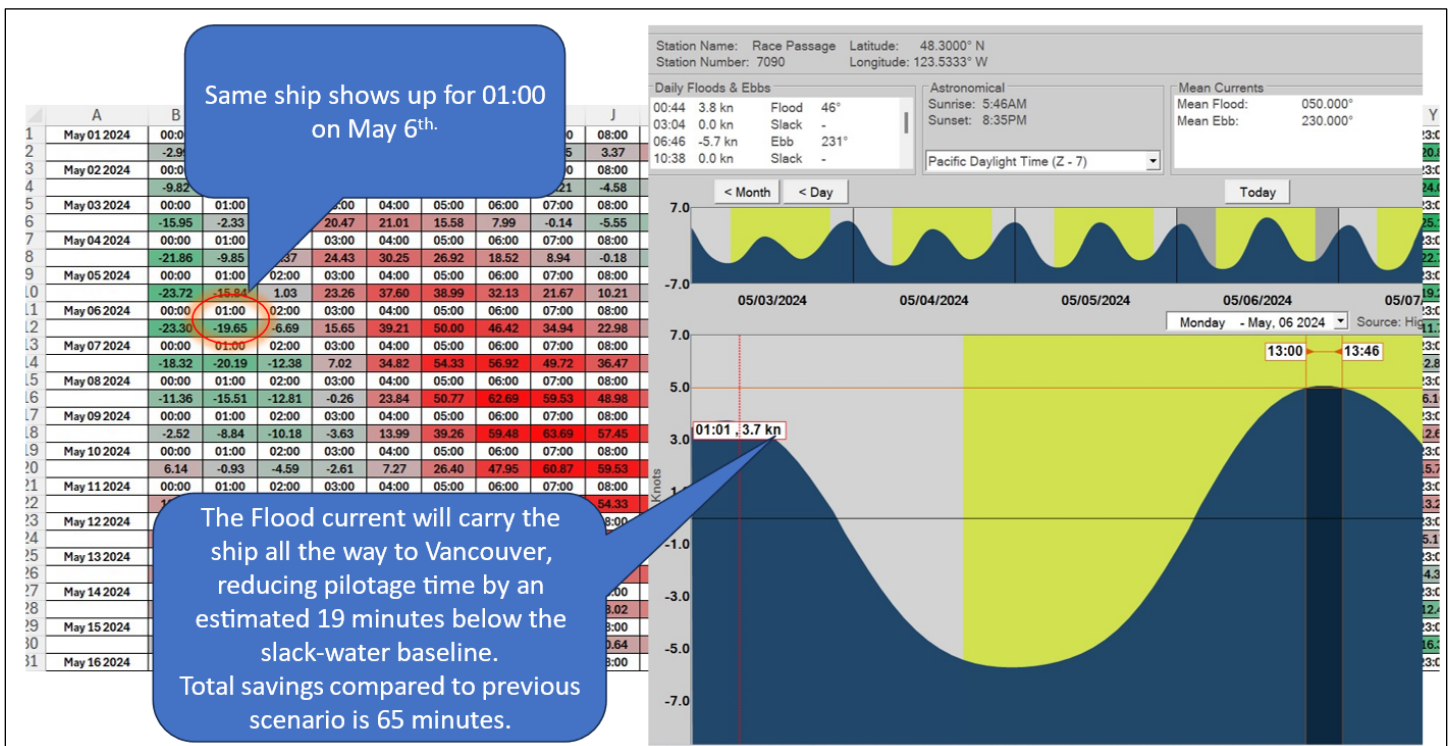 Same ship shows up for 01:00
on May 6th.
Station Name: Race Passage Latitude: 48.3000° N
Station Number: 7090 Longitude: 123.5333° W
Daily Floods & Ebbs
00:44 3.8 kn Flood 46°
03:04 0.0 kn Slack -
06:46 -5.7 kn Ebb 231°
10:38 0.0 kn Slack -
Astronomical
Sunrise: 5:46AM
Sunset: 8:35PM
Pacific Daylight Time (Z - 7)
Mean Currents
Mean Flood: 050.000°
Mean Ebb: 230.000°
< Month < Day Today
7.0
-7.0
05/03/2024 05/04/2024 05/05/2024 05/06/2024 05/07
Monday - May, 06 2024 Source:
7.0
13:00 13:46
5.0
3.0
01:01 , 3.7 kn
Knots
-1.0
-3.0
-5.0
-7.0
A B J Y
1 May 01 2024 08:00
2 3.37
3 May 02 2024 08:00
4 -9.82 -4.58
5 May 03 2024 00:00 01:00 04:00 05:00 06:00 07:00 08:00
6 -15.95 -2.33 20.47 21.01 15.58 7.99 -0.14 -5.55
7 May 04 2024 00:00 01:00 03:00 04:00 05:00 06:00 07:00 08:00
8 -21.86 -9.85 24.43 30.25 26.92 18.52 8.94 -0.18
9 May 05 2024 00:00 01:00 02:00 03:00 04:00 05:00 06:00 07:00 08:00
-23.72 -15.84 1.03 23.26 37.60 38.99 32.13 21.67 10.21
May 06 2024 00:00 01:00 02:00 03:00 04:00 05:00 06:00 07:00 08:00
-23.30 -19.65 -6.69 15.65 39.21 50.00 46.42 34.94 22.98
May 07 2024 00:00 01:00 02:00 03:00 04:00 05:00 06:00 07:00 08:00
-18.32 -20.19 -12.38 7.02 34.82 54.33 56.92 49.72 36.47
May 08 2024 00:00 01:00 02:00 03:00 04:00 05:00 06:00 07:00 08:00
-11.36 -15.51 -12.81 -0.26 23.84 50.77 62.69 59.53 48.98
May 09 2024 00:00 01:00 02:00 03:00 04:00 05:00 06:00 07:00 08:00
-2.52 -8.84 -10.18 -3.63 13.99 39.26 59.48 63.69 57.45
May 10 2024 00:00 01:00 02:00 03:00 04:00 05:00 06:00 07:00 08:00
6.14 -0.93 -4.59 -2.61 7.27 26.40 47.95 60.87 59.53
May 11 2024 00:00 01:00 02:00 03:00 04:00 05:00 06:00 07:00 08:00
54.33
May 12 2024
May 13 2024
May 14 2024
May 15 2024
May 16 2024
The Flood current will carry the
ship all the way to Vancouver,
reducing pilotage time by an
estimated 19 minutes below the
slack-water baseline.
Total savings compared to previous
scenario is 65 minutes.